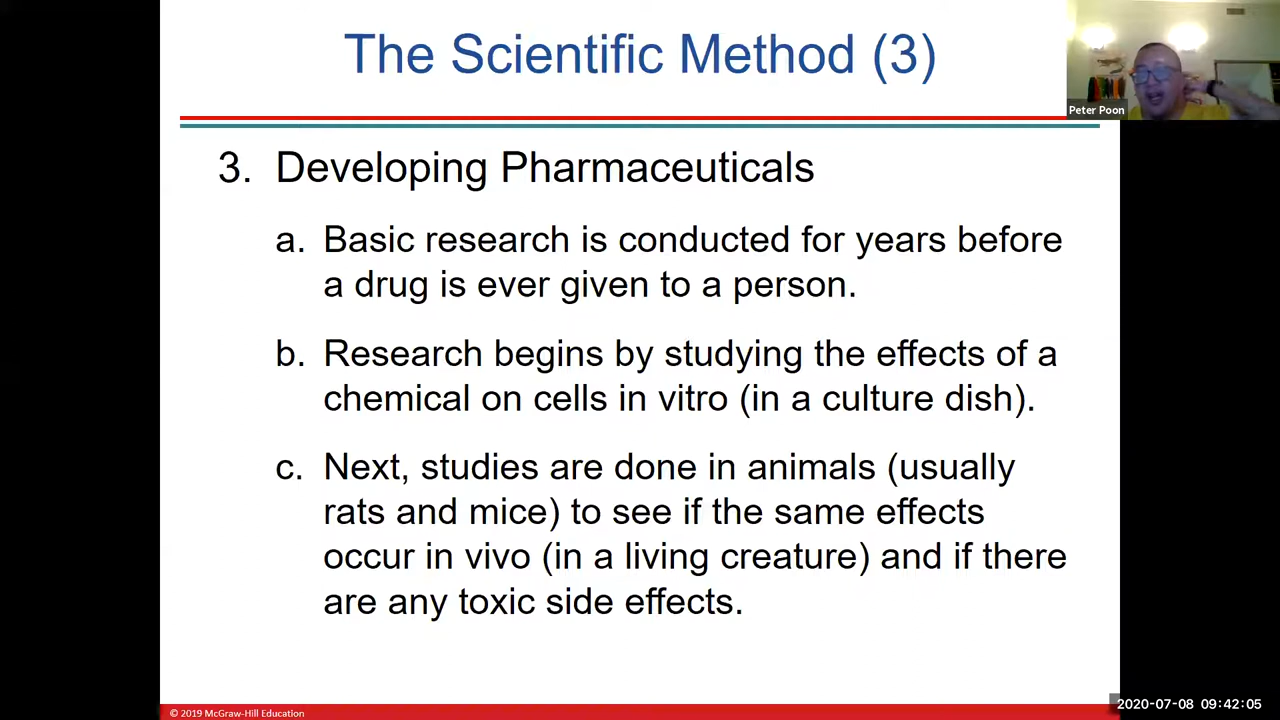 The Scientific Method (3)
Peter Poon
3. Developing Pharmaceuticals
a. Basic research is conducted for years before
a drug is ever given to a person.
b. Research begins by studying the effects of a
chemical on cells in vitro (in a culture dish).
c. Next, studies are done in animals (usually
rats and mice) to see if the same effects
occur in vivo (in a living creature) and if there
are any toxic side effects.
© 2019 McGraw-Hill Education
2020-07-08 09:42:05